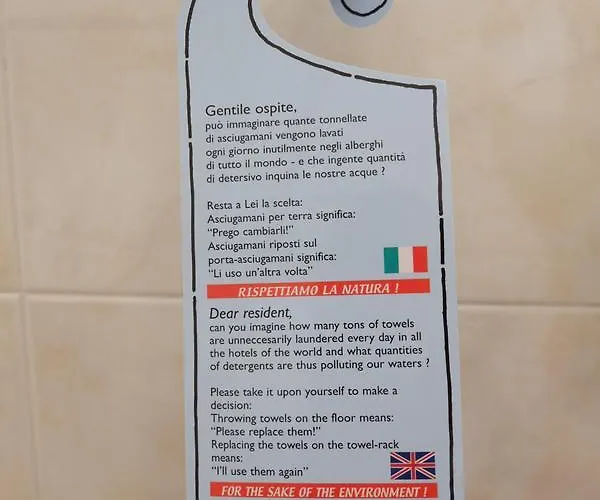 Gentile ospite,
può immaginare quante tonnellate
di asciugamani vengono lavati
ogni giorno inutilmente negli alberghi
di tutto il mondo - e che ingente quantità
di detersivo inquina le nostre acque ?
Resta a Lei la scelta:
Asciugamani per terra significa:
“Prego cambiarli!”
Asciugamani riposti sul
porta-asciugamani significa:
“Li uso un'altra volta”
RISPETTIAMO LA NATURA !
Dear resident,
can you imagine how many tons of towels
are unneccesarily laundered every day in all
the hotels of the world and what quantities
of detergents are thus polluting our waters ?
Please take it upon yourself to make a
decision:
Throwing towels on the floor means:
“Please replace them!”
Replacing the towels on the towel-rack
means:
“I'll use them again”
FOR THE SAKE OF THE ENVIRONMENT !